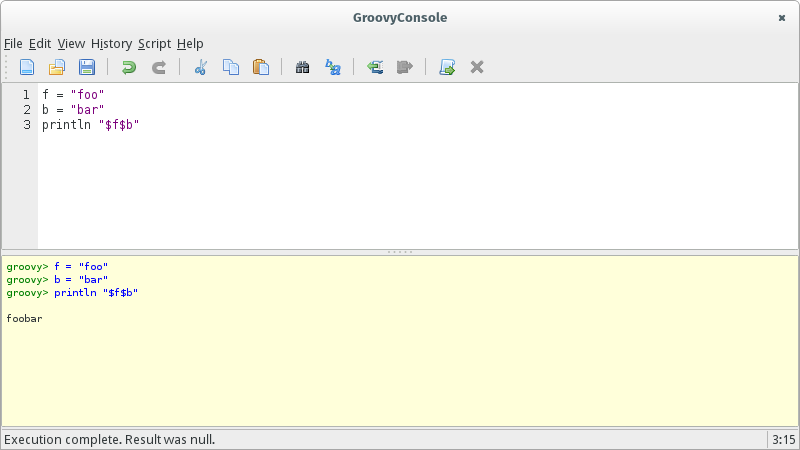 GroovyConsole
File Edit View History Script Help
1 f = "foo"
2 b = "bar"
3 println "$f$b"
groovy> f = "foo"
groovy> b = "bar"
groovy> println "$f$b"
foobar
Execution complete. Result was null. 3:15